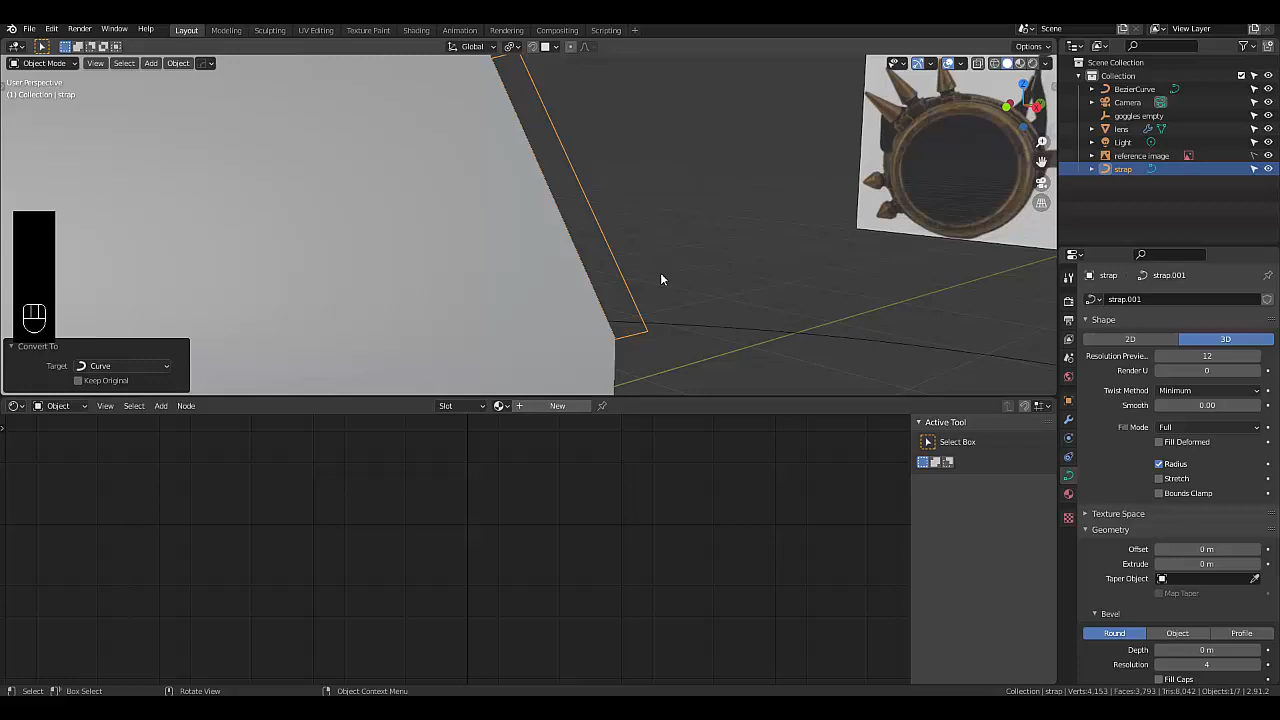 File Edit Render Window Help Layout Modeling Sculpting UV Editing Texture Paint Shading Animation Rendering Compositing Scripting + Scene View Layer
Global Options
Object Mode View Select Add Object
User Perspective
(1) Collection | strap
Scene Collection
Collection
BezierCurve
Camera
goggles empty
lens
Light
reference image
strap
strap strap.001
strap.001
Shape
2D 3D
Resolution Previe... 12
Render U 0
Twist Method Minimum
Smooth 0.00
Fill Mode Full
Fill Deformed
Radius
Stretch
Bounds Clamp
Texture Space
Geometry
Offset 0 m
Extrude 0 m
Taper Object
Map Taper
Bevel
Round Object Profile
Depth 0 m
Resolution 4
Fill Caps
Convert To
Target Curve
Keep Original
Object View Select Add Node Slot New
Active Tool
Select Box
Select Box Select Rotate View Object Context Menu Collection | strap | Verts:4,153 | Faces:3,793 | Tris:8,042 | Objects:1/7 | 2.91.2